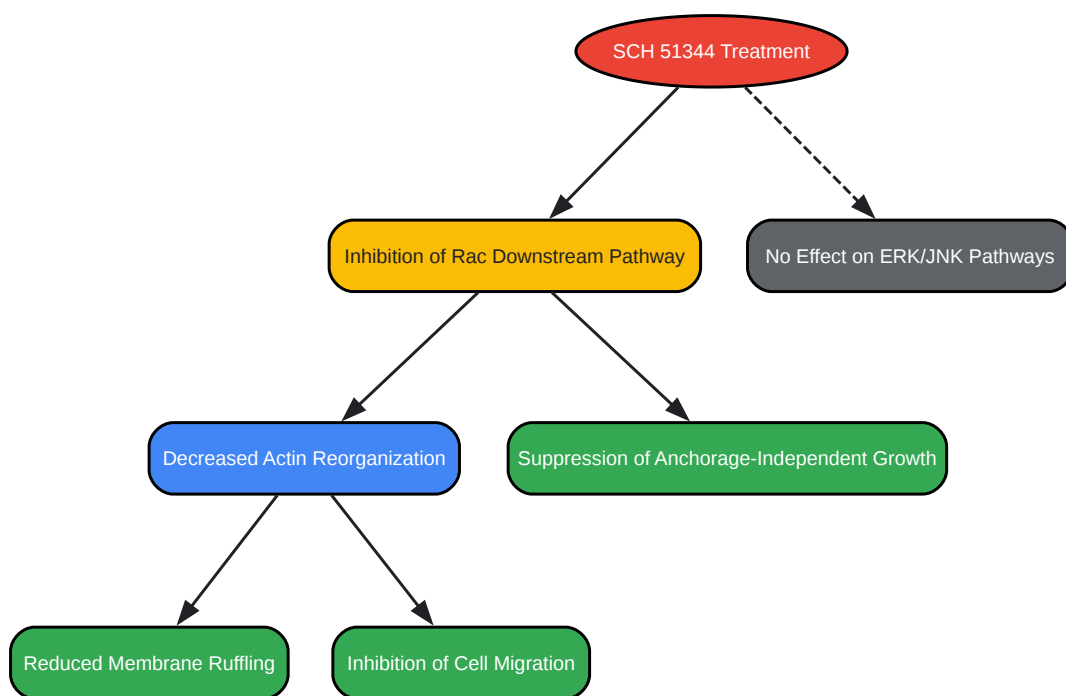 SCH 51344 Treatment
Inhibition of Rac Downstream Pathway
No Effect on ERK/JNK Pathways
Decreased Actin Reorganization
Suppression of Anchorage-Independent Growth
Reduced Membrane Ruffling
Inhibition of Cell Migration